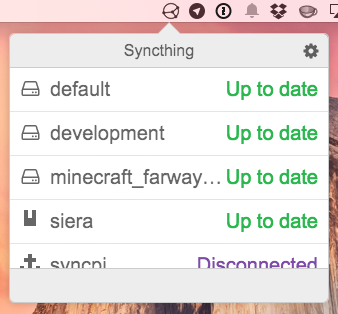 Syncthing
default Up to date
development Up to date
minecraft_farway… Up to date
siera Up to date
syncpi Disconnected